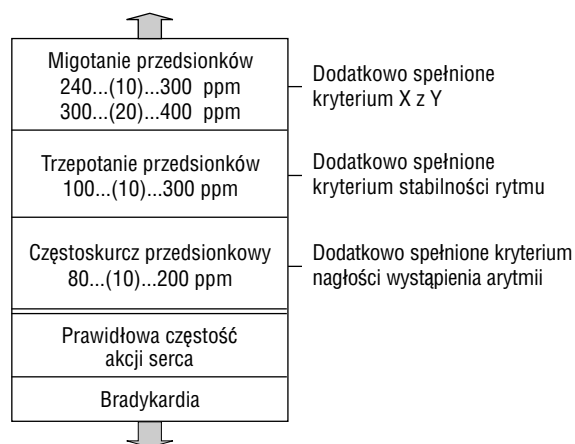 Migotanie przedsionków
240...(10)...300 ppm
300...(20)...400 ppm
Dodatkowo spełnione
kryterium X z Y
Trzepotanie przedsionków
100...(10)...300 ppm
Dodatkowo spełnione
kryterium stabilności rytmu
Częstoskurcz przedsionkowy
80...(10)...200 ppm
Dodatkowo spełnione kryterium
nagłości wystąpienia arytmii
Prawidłowa częstość
akcji serca
Bradykardia